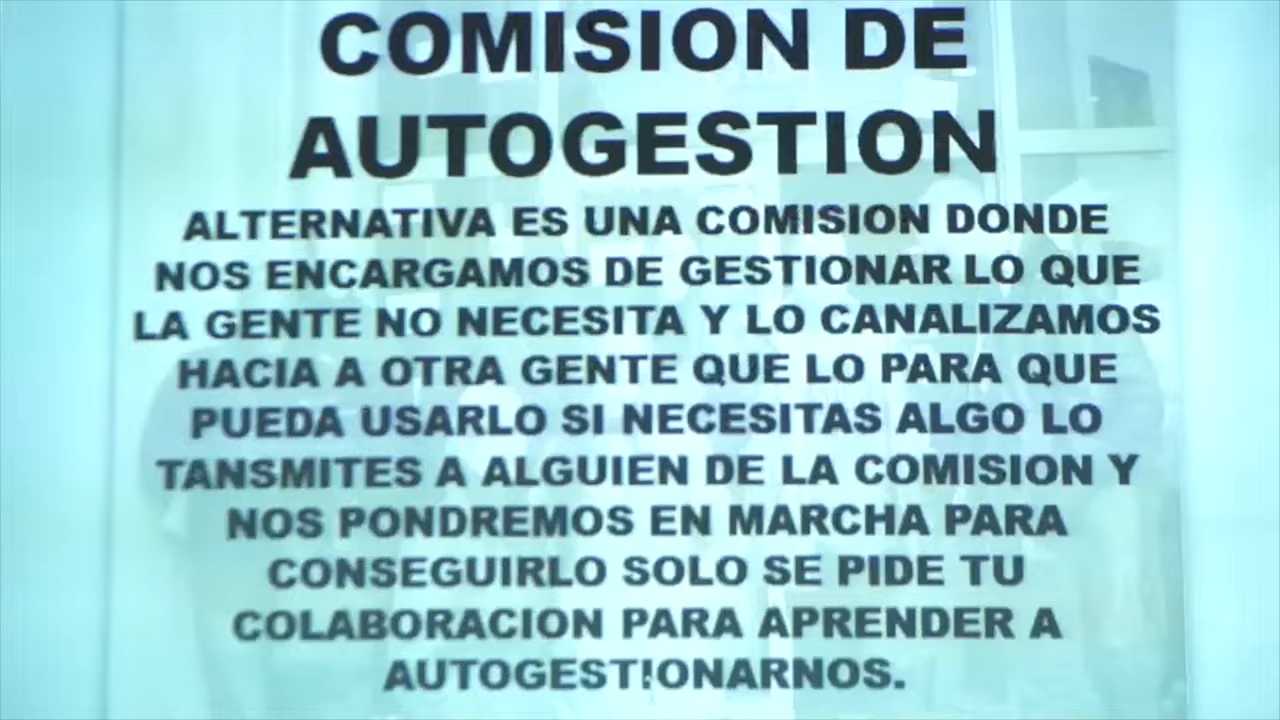 COMISION DE
AUTOGESTION
ALTERNATIVA ES UNA COMISION DONDE
NOS ENCARGAMOS DE GESTIONAR LO QUE
LA GENTE NO NECESITA Y LO CANALIZAMOS
HACIA A OTRA GENTE QUE LO PARA QUE
PUEDA USARLO SI NECESITAS ALGO LO
TANSMITES A ALGUIEN DE LA COMISION Y
NOS PONDREMOS EN MARCHA PARA
CONSEGUIRLO SOLO SE PIDE TU
COLABORACION PARA APRENDER A
AUTOGESTIONARNOS.